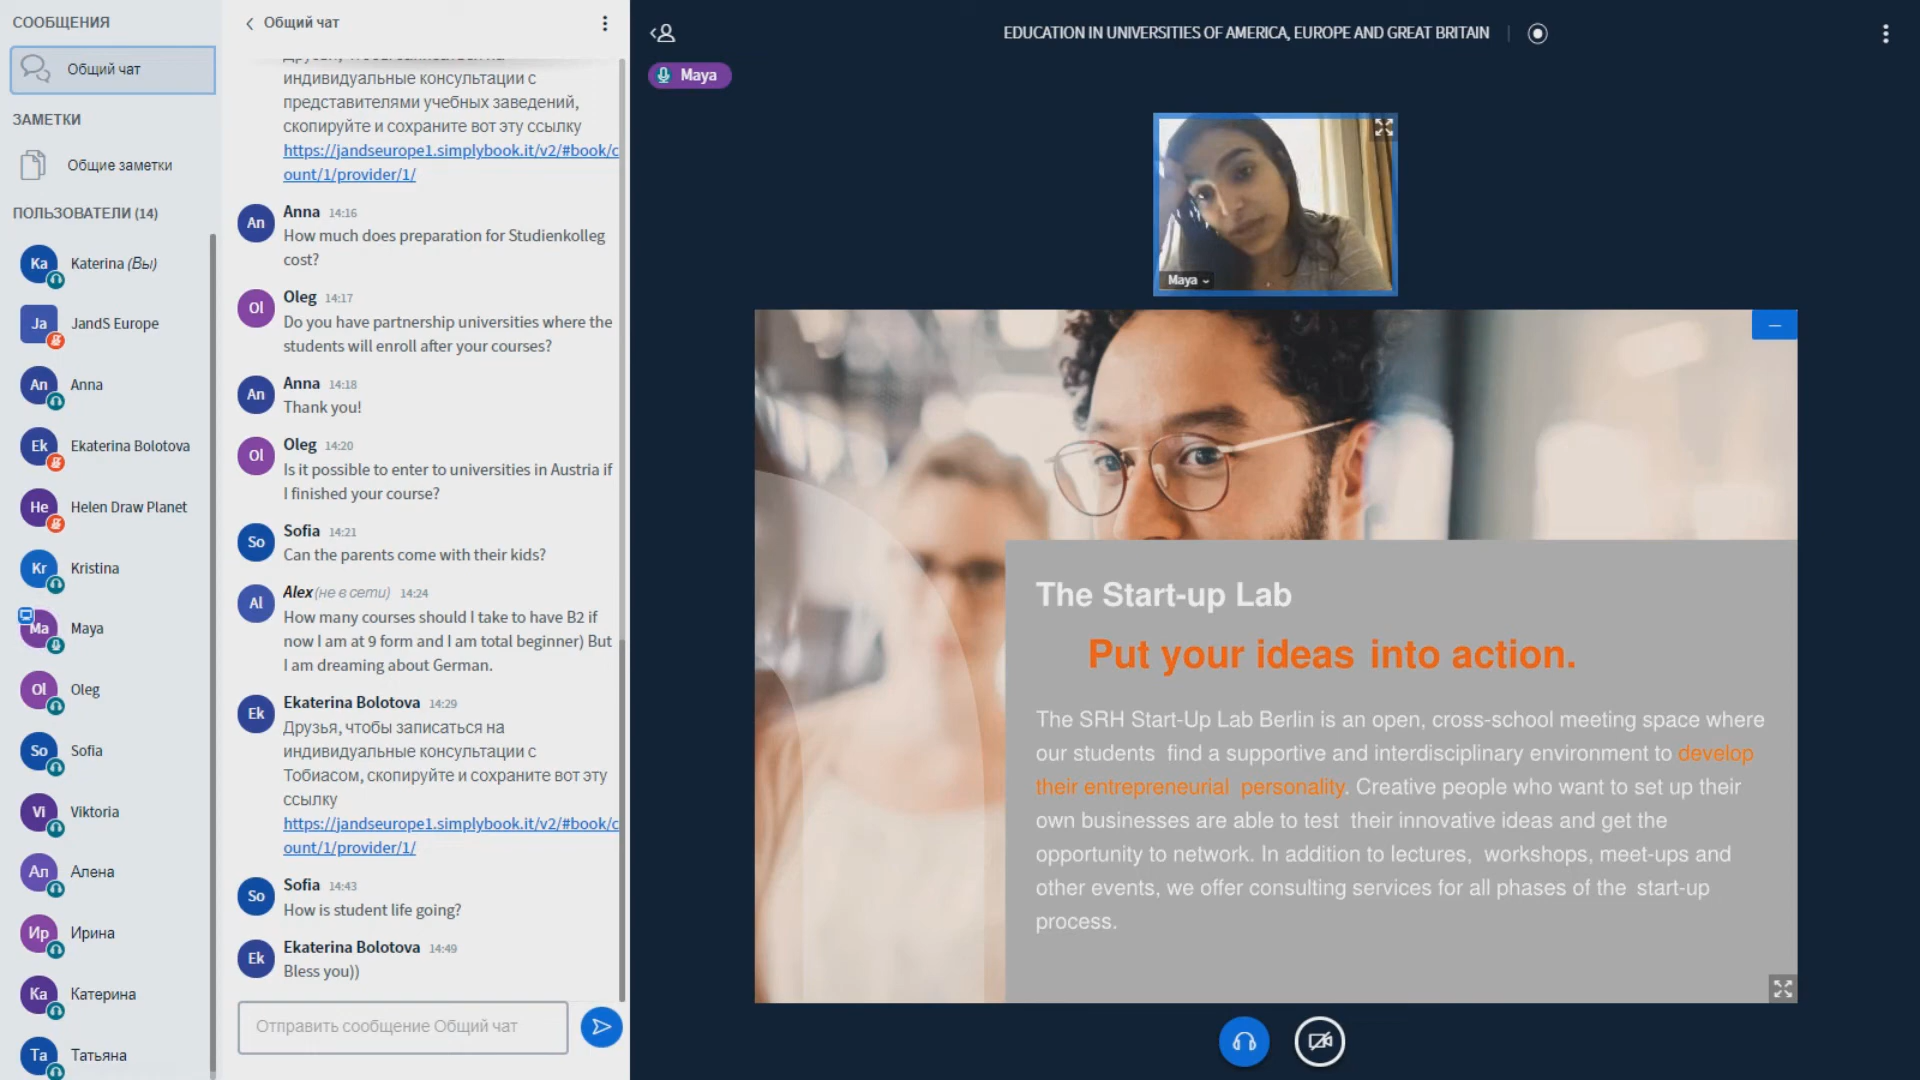 СООБЩЕНИЯ
Общий чат
ЗАМЕТКИ
Общие заметки
ПОЛЬЗОВАТЕЛИ (14)
Ka
Katerina (Вы)
Ja
JandS Europe
An
Anna
Ek
Ekaterina Bolotova
He
Helen Draw Planet
Kr
Kristina
Ma
Maya
Ol
Oleg
So
Sofia
Vi
Viktoria
Ал
Алена
Ир
Ирина
Ка
Катерина
Та
Татьяна
Общий чат
индивидуальные консультации с
представителями учебных заведений,
скопируйте и сохраните вот эту ссылку
https://jandseurope1.simplybook.it/v2/#book/c
ount/1/provider/1/
An
Anna 14:16
How much does preparation for Studienkolleg
cost?
Ol
Oleg 14:17
Do you have partnership universities where the
students will enroll after your courses?
An
Anna 14:18
Thank you!
Ol
Oleg 14:20
Is it possible to enter to universities in Austria if
I finished your course?
So
Sofia 14:21
Can the parents come with their kids?
Al
Alex (не в сети) 14:24
How many courses should I take to have B2 if
now I am at 9 form and I am total beginner) But
I am dreaming about German.
Ek
Ekaterina Bolotova 14:29
Друзья, чтобы записаться на
индивидуальные консультации с
Тобиасом, скопируйте и сохраните вот эту
ссылку
https://jandseurope1.simplybook.it/v2/#book/c
ount/1/provider/1/
So
Sofia 14:43
How is student life going?
Ek
Ekaterina Bolotova 14:49
Bless you))
Отправить сообщение Общий чат
EDUCATION IN UNIVERSITIES OF AMERICA, EUROPE AND GREAT BRITAIN
Maya
Maya
The Start-up Lab
Put your ideas into action.
The SRH Start-Up Lab Berlin is an open, cross-school meeting space where
our students find a supportive and interdisciplinary environment to develop
their entrepreneurial personality. Creative people who want to set up their
own businesses are able to test their innovative ideas and get the
opportunity to network. In addition to lectures, workshops, meet-ups and
other events, we offer consulting services for all phases of the start-up
process.